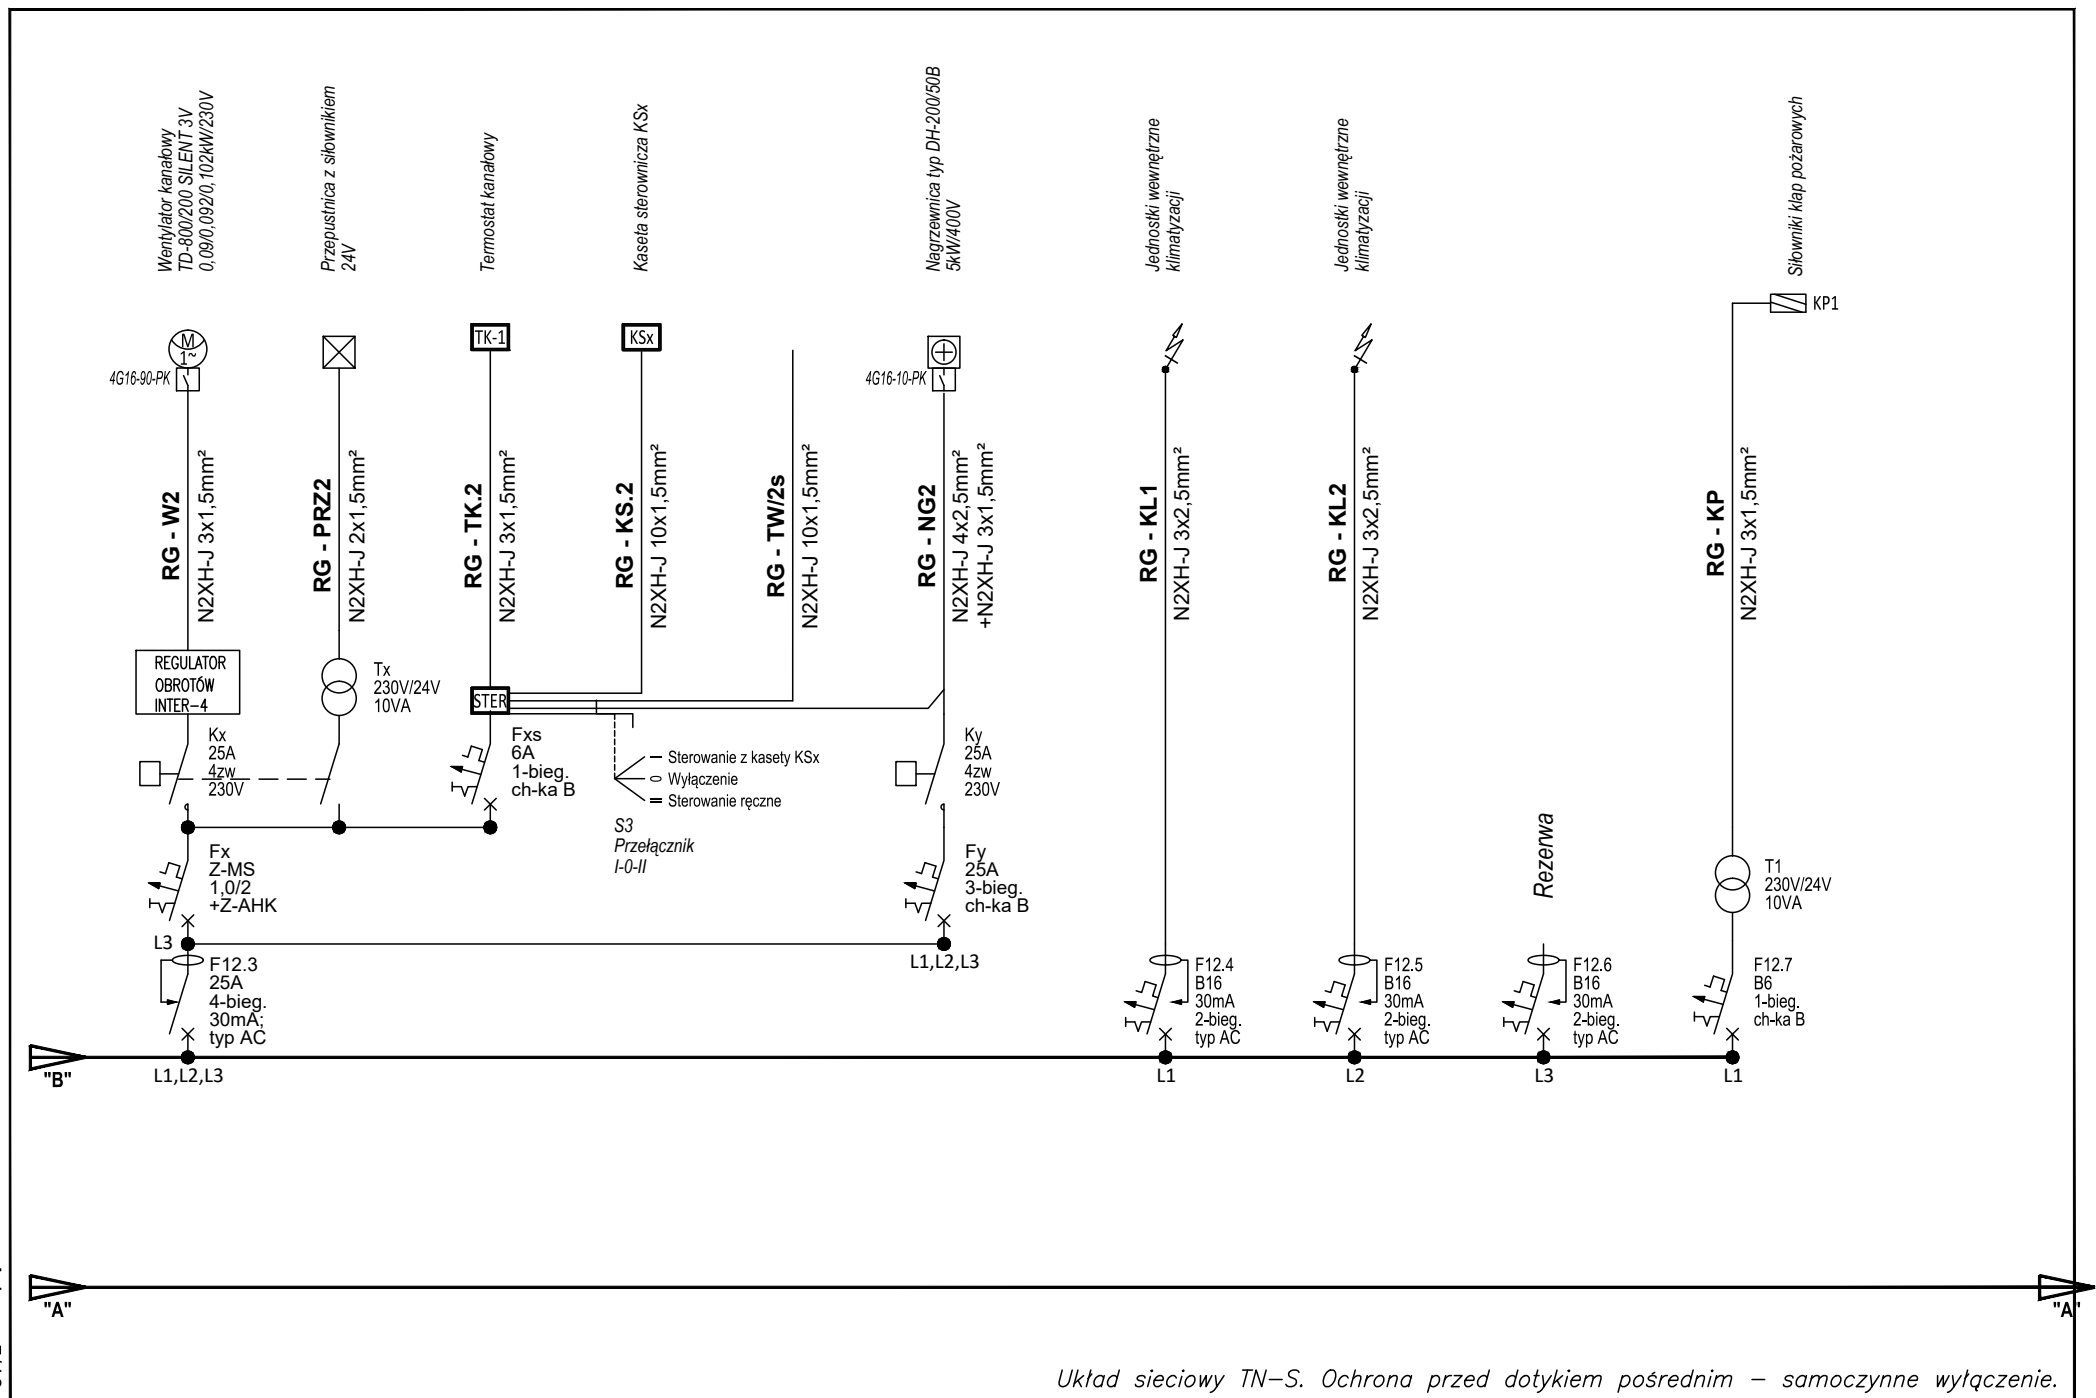 Wentylator kanałowy
TD-800/200 SILENT 3V
0,09/0,092/0,102kW/230V
Przepustnica z siłownikiem
24V
Termostat kanałowy
Kaseta sterownicza KSx
Nagrzewnica typ DH-200/50B
5kW/400V
Jednostki wewnętrzne
klimatyzacji
Jednostki wewnętrzne
klimatyzacji
Siłowniki klap pożarowych
KP1
M
1~
TK-1
KSx
4G16-90-PK
4G16-10-PK
RG - W2
N2XH-J 3x1,5mm²
RG - PRZ2
N2XH-J 2x1,5mm²
RG - TK.2
N2XH-J 3x1,5mm²
RG - KS.2
N2XH-J 10x1,5mm²
RG - TW/2s
N2XH-J 10x1,5mm²
RG - NG2
N2XH-J 4x2,5mm²
+N2XH-J 3x1,5mm²
RG - KL1
N2XH-J 3x2,5mm²
RG - KL2
N2XH-J 3x2,5mm²
RG - KP
N2XH-J 3x1,5mm²
REGULATOR
OBROTÓW
INTER-4
Tx
230V/24V
10VA
STER
Kx
25A
4zw
230V
Fxs
6A
1-bieg.
ch-ka B
— Sterowanie z kasety KSx
o Wyłączenie
= Sterowanie ręczne
S3
Przełącznik
I-0-II
Ky
25A
4zw
230V
Fx
Z-MS
1,0/2
+Z-AHK
Fy
25A
3-bieg.
ch-ka B
Rezerwa
T1
230V/24V
10VA
L3
L1,L2,L3
F12.3
25A
4-bieg.
30mA;
typ AC
F12.4
B16
30mA
2-bieg.
typ AC
F12.5
B16
30mA
2-bieg.
typ AC
F12.6
B16
30mA
2-bieg.
typ AC
F12.7
B6
1-bieg.
ch-ka B
"B"
L1,L2,L3
L1
L2
L3
L1
"A"
"A"
Układ sieciowy TN-S. Ochrona przed dotykiem pośrednim – samoczynne wyłączenie.